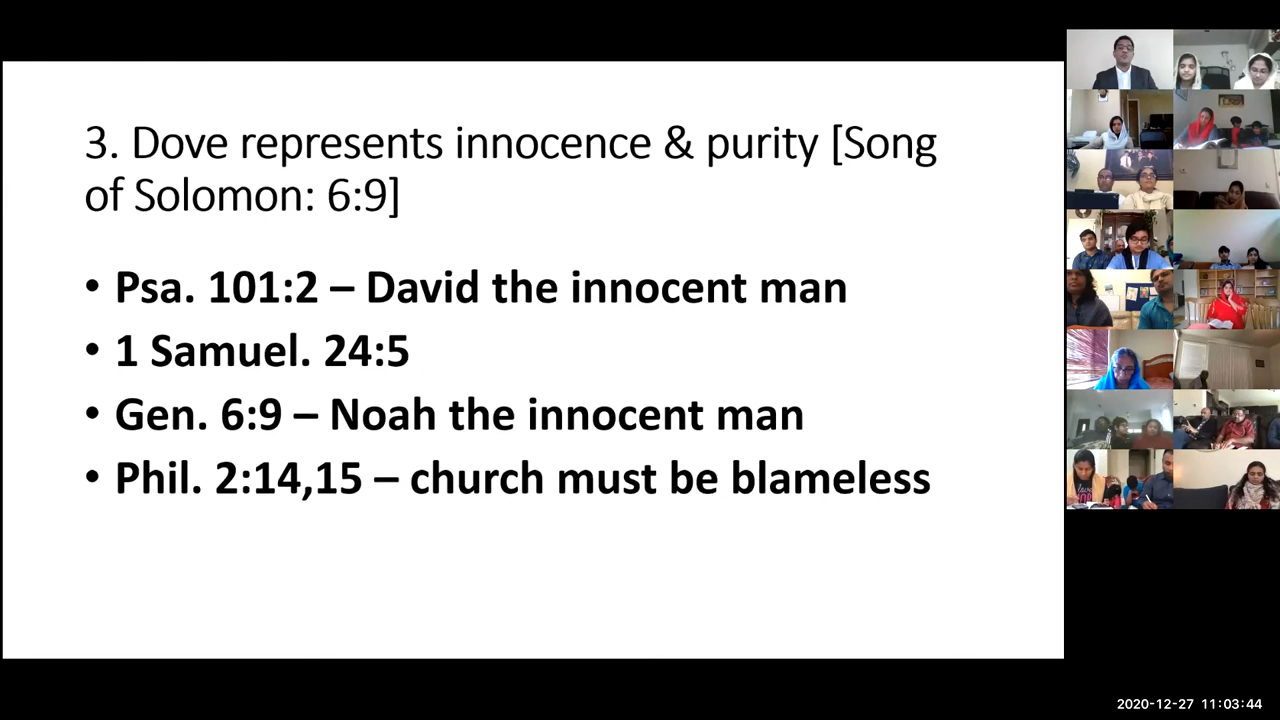 3. Dove represents innocence & purity [Song
of Solomon: 6:9]
• Psa. 101:2 – David the innocent man
• 1 Samuel. 24:5
• Gen. 6:9 – Noah the innocent man
• Phil. 2:14,15 – church must be blameless
2020-12-27 11:03:44